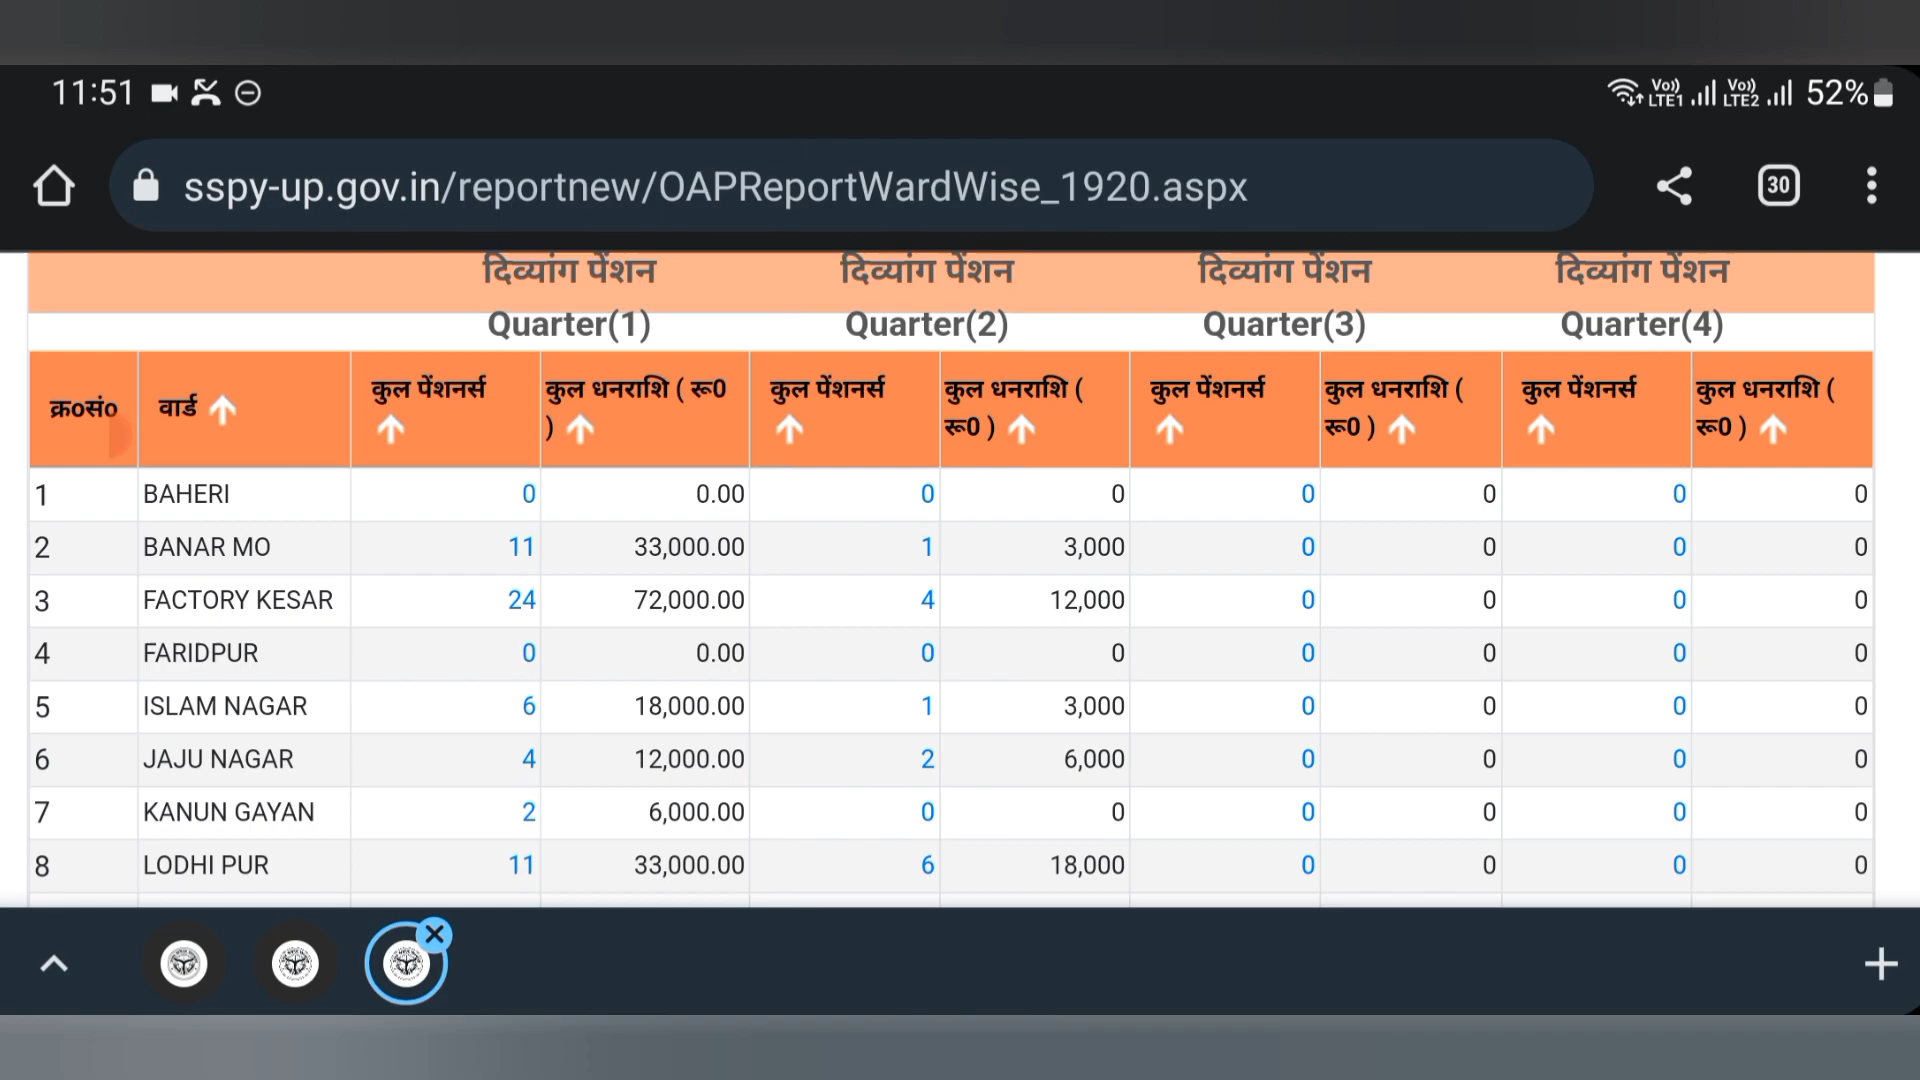 11:51 Vo)) LTE1 Vo)) LTE2 52%
sspy-up.gov.in/reportnew/OAPReportWardWise_1920.aspx 30
दिव्यांग पेंशन दिव्यांग पेंशन दिव्यांग पेंशन दिव्यांग पेंशन
Quarter(1) Quarter(2) Quarter(3) Quarter(4)
क्र०सं० वार्ड कुल पेंशनर्स कुल धनराशि ( रू0 ) कुल पेंशनर्स कुल धनराशि ( रू0 ) कुल पेंशनर्स कुल धनराशि ( रू0 ) कुल पेंशनर्स कुल धनराशि ( रू0 )
1 BAHERI 0 0.00 0 0 0 0 0 0
2 BANAR MO 11 33,000.00 1 3,000 0 0 0 0
3 FACTORY KESAR 24 72,000.00 4 12,000 0 0 0 0
4 FARIDPUR 0 0.00 0 0 0 0 0 0
5 ISLAM NAGAR 6 18,000.00 1 3,000 0 0 0 0
6 JAJU NAGAR 4 12,000.00 2 6,000 0 0 0 0
7 KANUN GAYAN 2 6,000.00 0 0 0 0 0 0
8 LODHI PUR 11 33,000.00 6 18,000 0 0 0 0